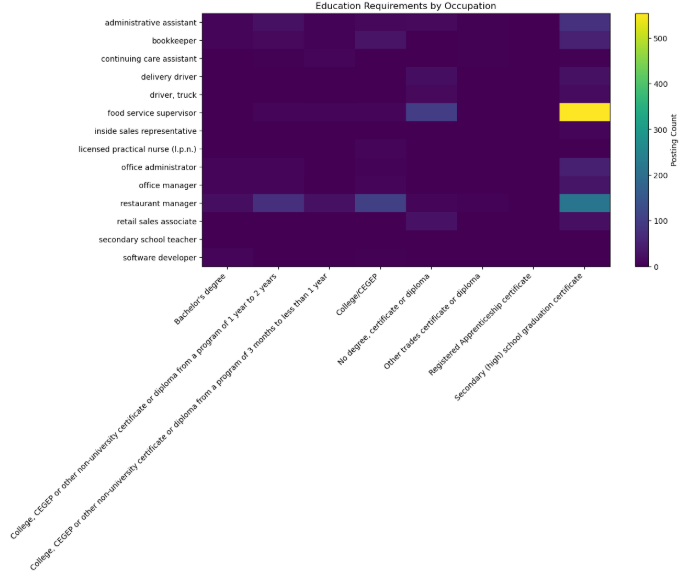 Education Requirements by Occupation
administrative assistant
bookkeeper
continuing care assistant
delivery driver
driver, truck
food service supervisor
inside sales representative
licensed practical nurse (l.p.n.)
office administrator
office manager
restaurant manager
retail sales associate
secondary school teacher
software developer
Bachelor's degree
College, CEGEP or other non-university certificate or diploma from a program of 1 year to 2 years
College, CEGEP or other non-university certificate or diploma from a program of 3 months to less than 1 year
College/CEGEP
No degree, certificate or diploma
Other trades certificate or diploma
Registered Apprenticeship certificate
Secondary (high) school graduation certificate
500
400
300
200
100
0
Posting Count